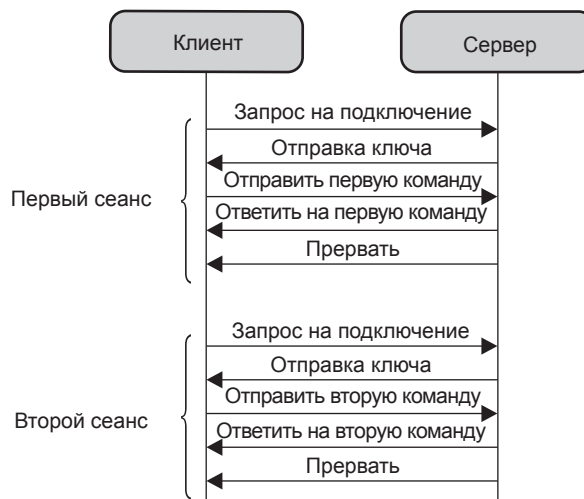 Клиент
Сервер
Запрос на подключение
Отправка ключа
Отправить первую команду
Первый сеанс
Ответить на первую команду
Прервать
Запрос на подключение
Отправка ключа
Отправить вторую команду
Второй сеанс
Ответить на вторую команду
Прервать